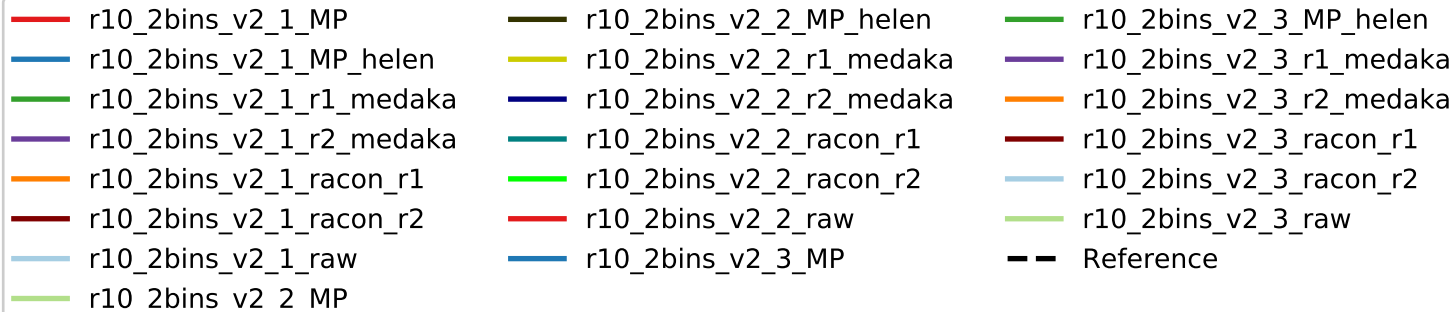 r10_2bins_v2_1_MP
r10_2bins_v2_1_MP_helen
r10_2bins_v2_1_r1_medaka
r10_2bins_v2_1_r2_medaka
r10_2bins_v2_1_racon_r1
r10_2bins_v2_1_racon_r2
r10_2bins_v2_1_raw
r10_2bins_v2_2_MP
r10_2bins_v2_2_MP_helen
r10_2bins_v2_2_r1_medaka
r10_2bins_v2_2_r2_medaka
r10_2bins_v2_2_racon_r1
r10_2bins_v2_2_racon_r2
r10_2bins_v2_2_raw
r10_2bins_v2_3_MP
r10_2bins_v2_3_MP_helen
r10_2bins_v2_3_r1_medaka
r10_2bins_v2_3_r2_medaka
r10_2bins_v2_3_racon_r1
r10_2bins_v2_3_racon_r2
r10_2bins_v2_3_raw
Reference